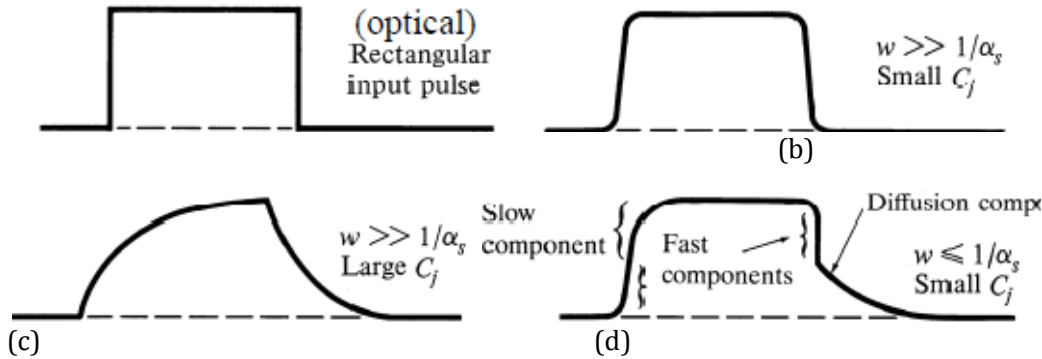 (optical)
Rectangular
input pulse
w >> 1/αₛ
Small Cⱼ
(b)
w >> 1/αₛ
Large Cⱼ
(c)
Slow
component
Fast
components
Diffusion compo
w ≤ 1/αₛ
Small Cⱼ
(d)